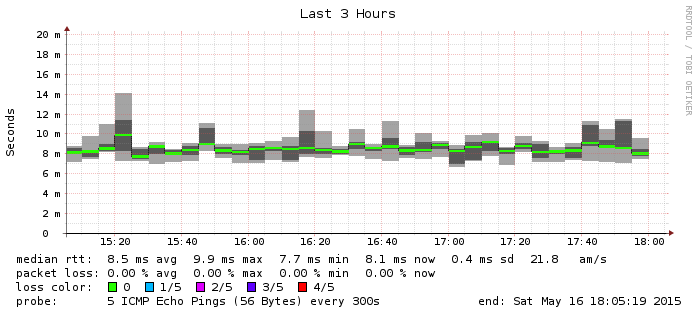 Last 3 Hours
RRDTOOL / TOBI OETIKER
Seconds
20 m
18 m
16 m
14 m
12 m
10 m
8 m
6 m
4 m
2 m
0
15:20 15:40 16:00 16:20 16:40 17:00 17:20 17:40 18:00
median rtt: 8.5 ms avg 9.9 ms max 7.7 ms min 8.1 ms now 0.4 ms sd 21.8 am/s
packet loss: 0.00 % avg 0.00 % max 0.00 % min 0.00 % now
loss color: 0 1/5 2/5 3/5 4/5
probe: 5 ICMP Echo Pings (56 Bytes) every 300s end: Sat May 16 18:05:19 2015